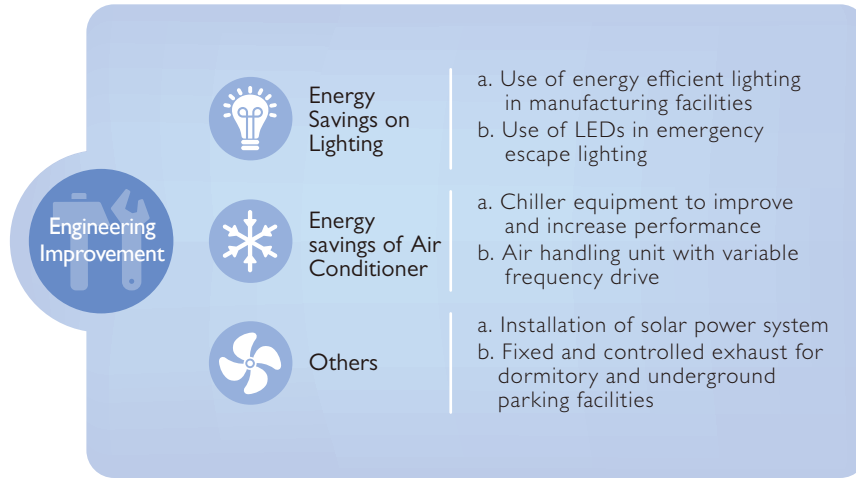 Engineering
Improvement
Energy
Savings on
Lighting
a. Use of energy efficient lighting
in manufacturing facilities
b. Use of LEDs in emergency
escape lighting
Energy
savings of Air
Conditioner
a. Chiller equipment to improve
and increase performance
b. Air handling unit with variable
frequency drive
Others
a. Installation of solar power system
b. Fixed and controlled exhaust for
dormitory and underground
parking facilities